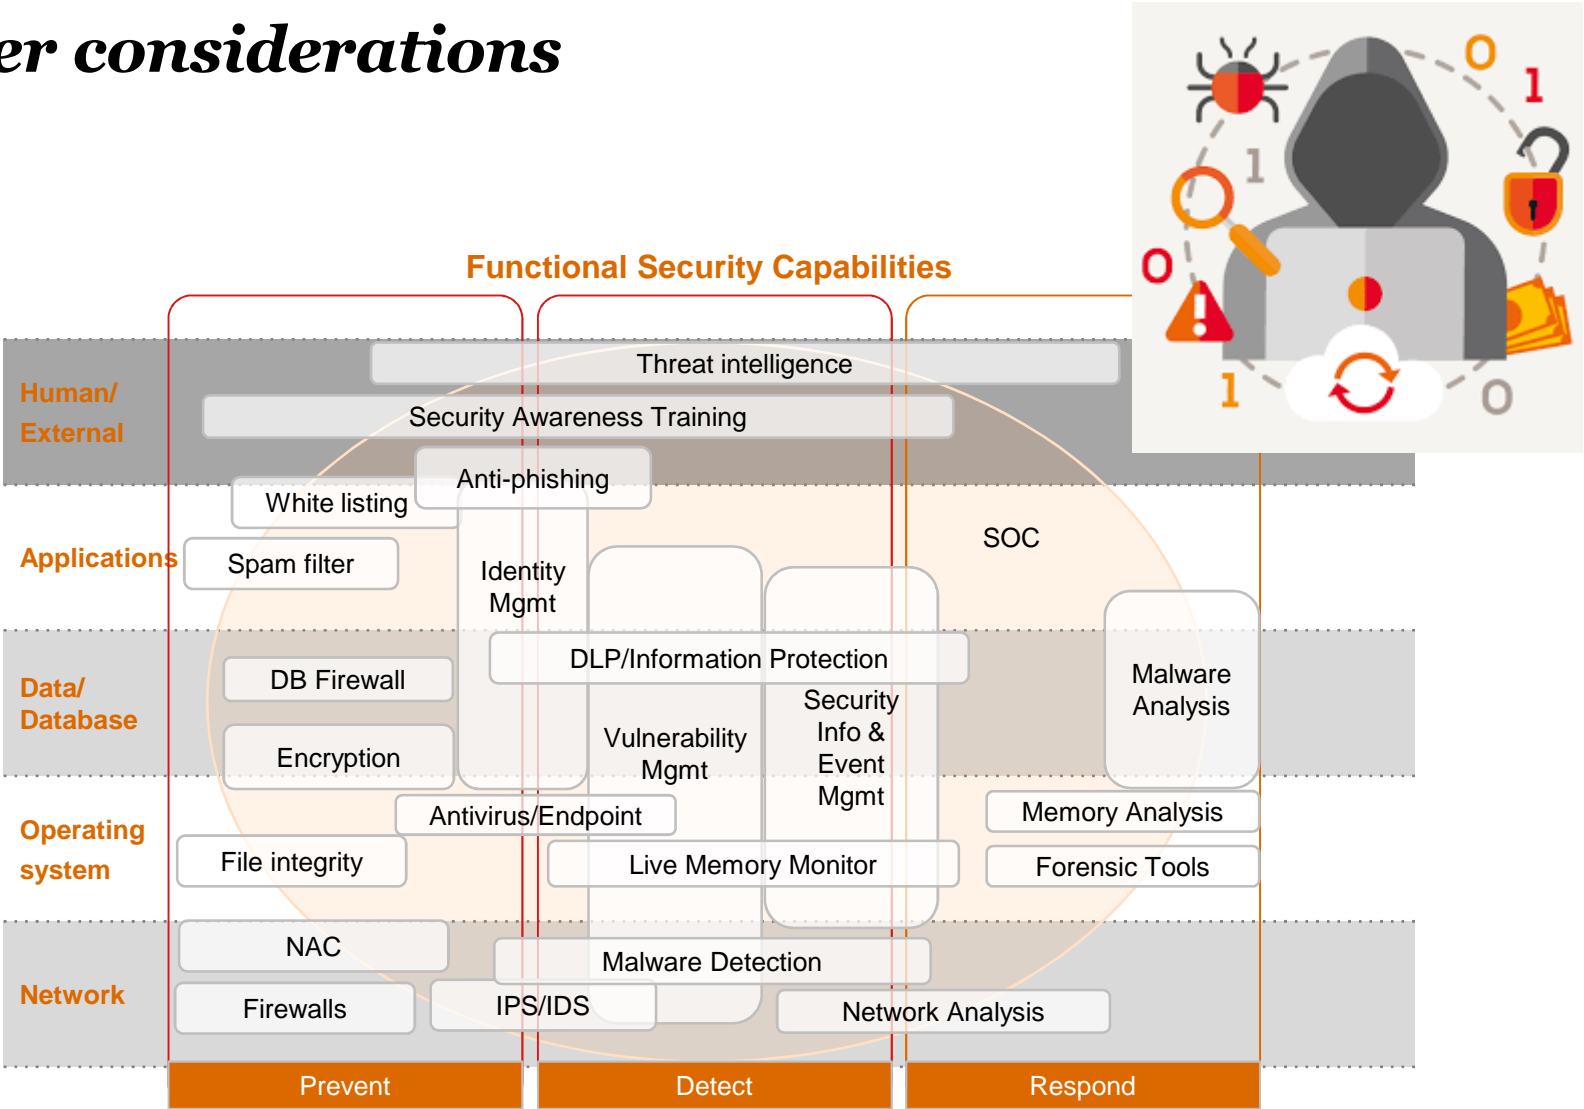 er considerations
0
1
1
0
1
0
Functional Security Capabilities
Human/
External
Threat intelligence
Security Awareness Training
Anti-phishing
White listing
Applications
Spam filter
Identity
Mgmt
SOC
Data/
Database
DB Firewall
Encryption
DLP/Information Protection
Vulnerability
Mgmt
Security
Info &
Event
Mgmt
Malware
Analysis
Operating
system
Antivirus/Endpoint
File integrity
Live Memory Monitor
Memory Analysis
Forensic Tools
Network
NAC
Firewalls
IPS/IDS
Malware Detection
Network Analysis
Prevent
Detect
Respond